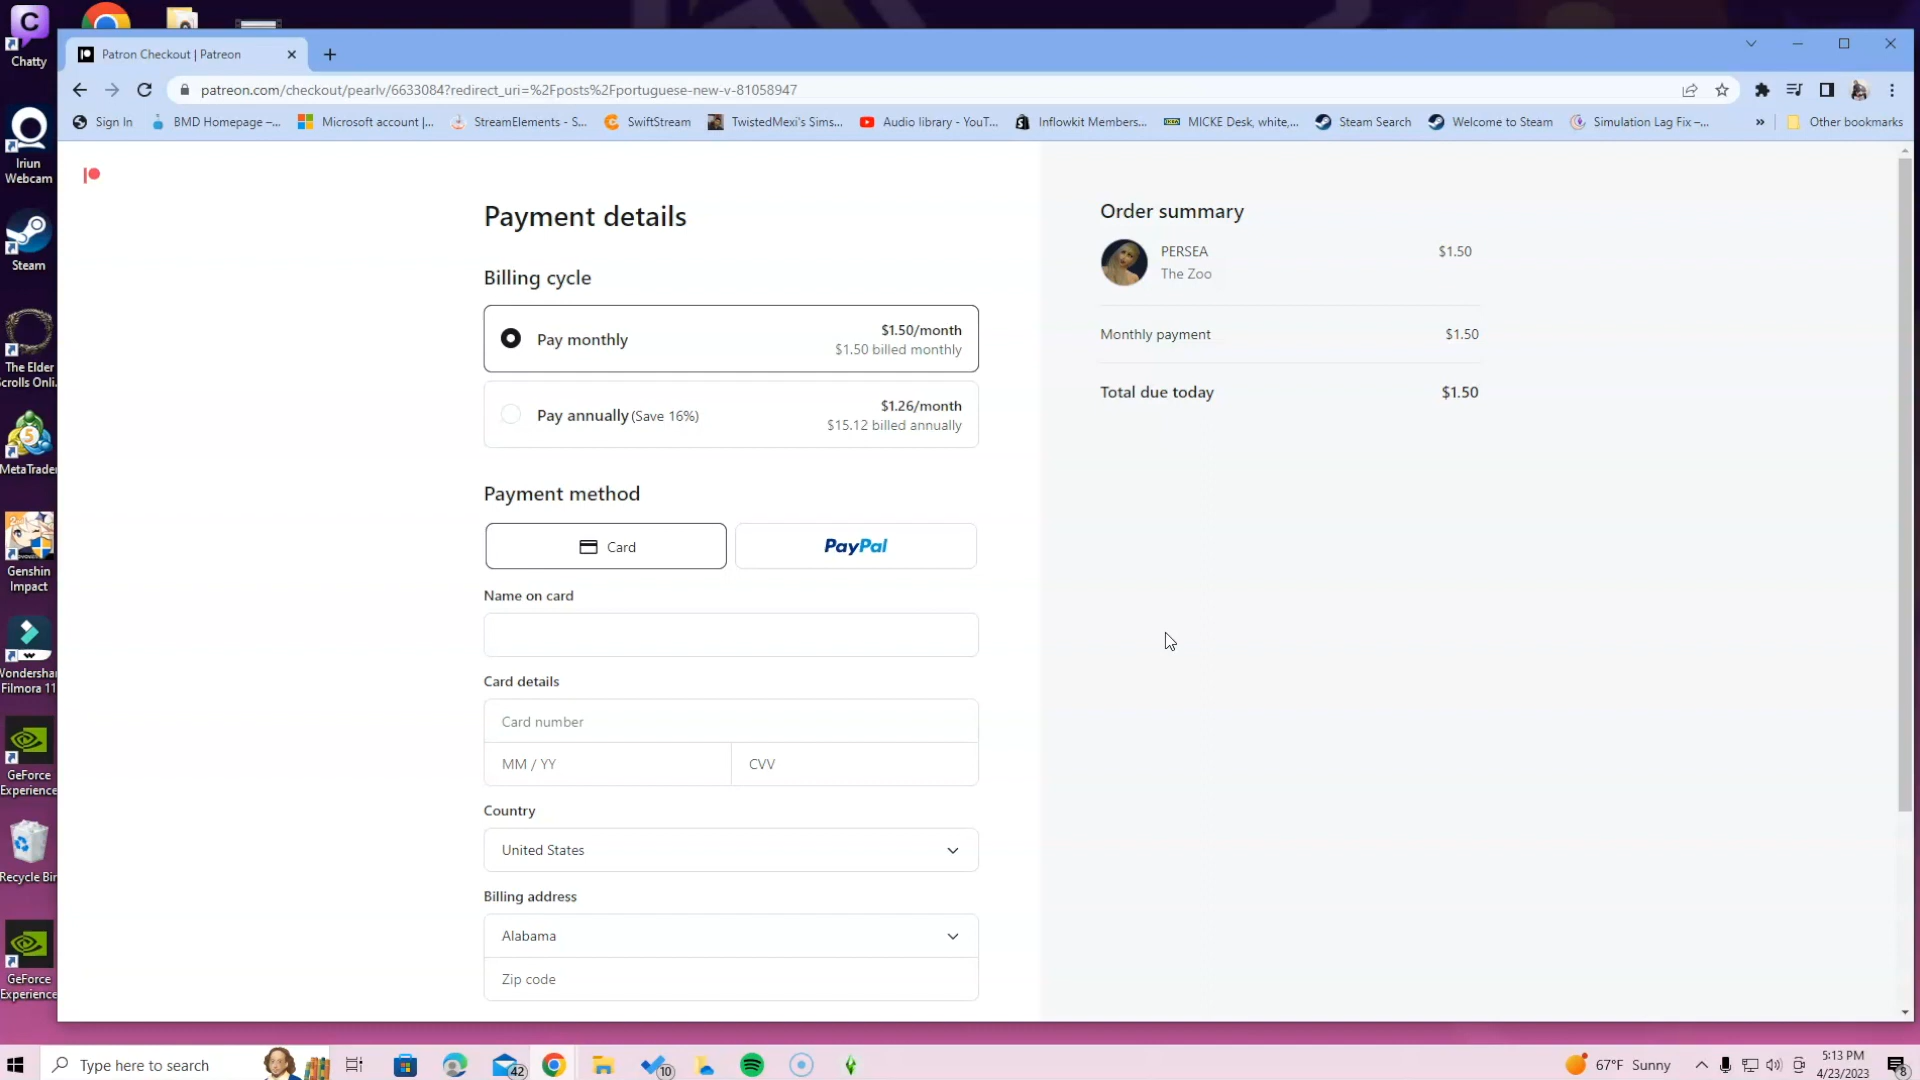 Patron Checkout | Patreon
patreon.com/checkout/pearlv/6633084?redirect_uri=%2Fposts%2Fportuguese-new-v-81058947
Sign In
BMD Homepage –...
Microsoft account |...
StreamElements - S...
SwiftStream
TwistedMexi's Sims...
Audio library - YouT...
Inflowkit Members...
MICKE Desk, white,...
Steam Search
Welcome to Steam
Simulation Lag Fix –...
»
Other bookmarks
Chatty
Iriun
Webcam
Steam
The Elder
Scrolls Onli...
MetaTrader
Genshin
Impact
Wondersha
Filmora 11
GeForce
Experience
Recycle Bin
GeForce
Experience
Payment details
Billing cycle
Pay monthly
$1.50/month
$1.50 billed monthly
Pay annually (Save 16%)
$1.26/month
$15.12 billed annually
Payment method
Card
PayPal
Name on card
Card details
Card number
MM / YY
CVV
Country
United States
Billing address
Alabama
Zip code
Order summary
PERSEA
$1.50
The Zoo
Monthly payment
$1.50
Total due today
$1.50
Type here to search
42
10
67°F Sunny
5:13 PM
4/23/2023
8